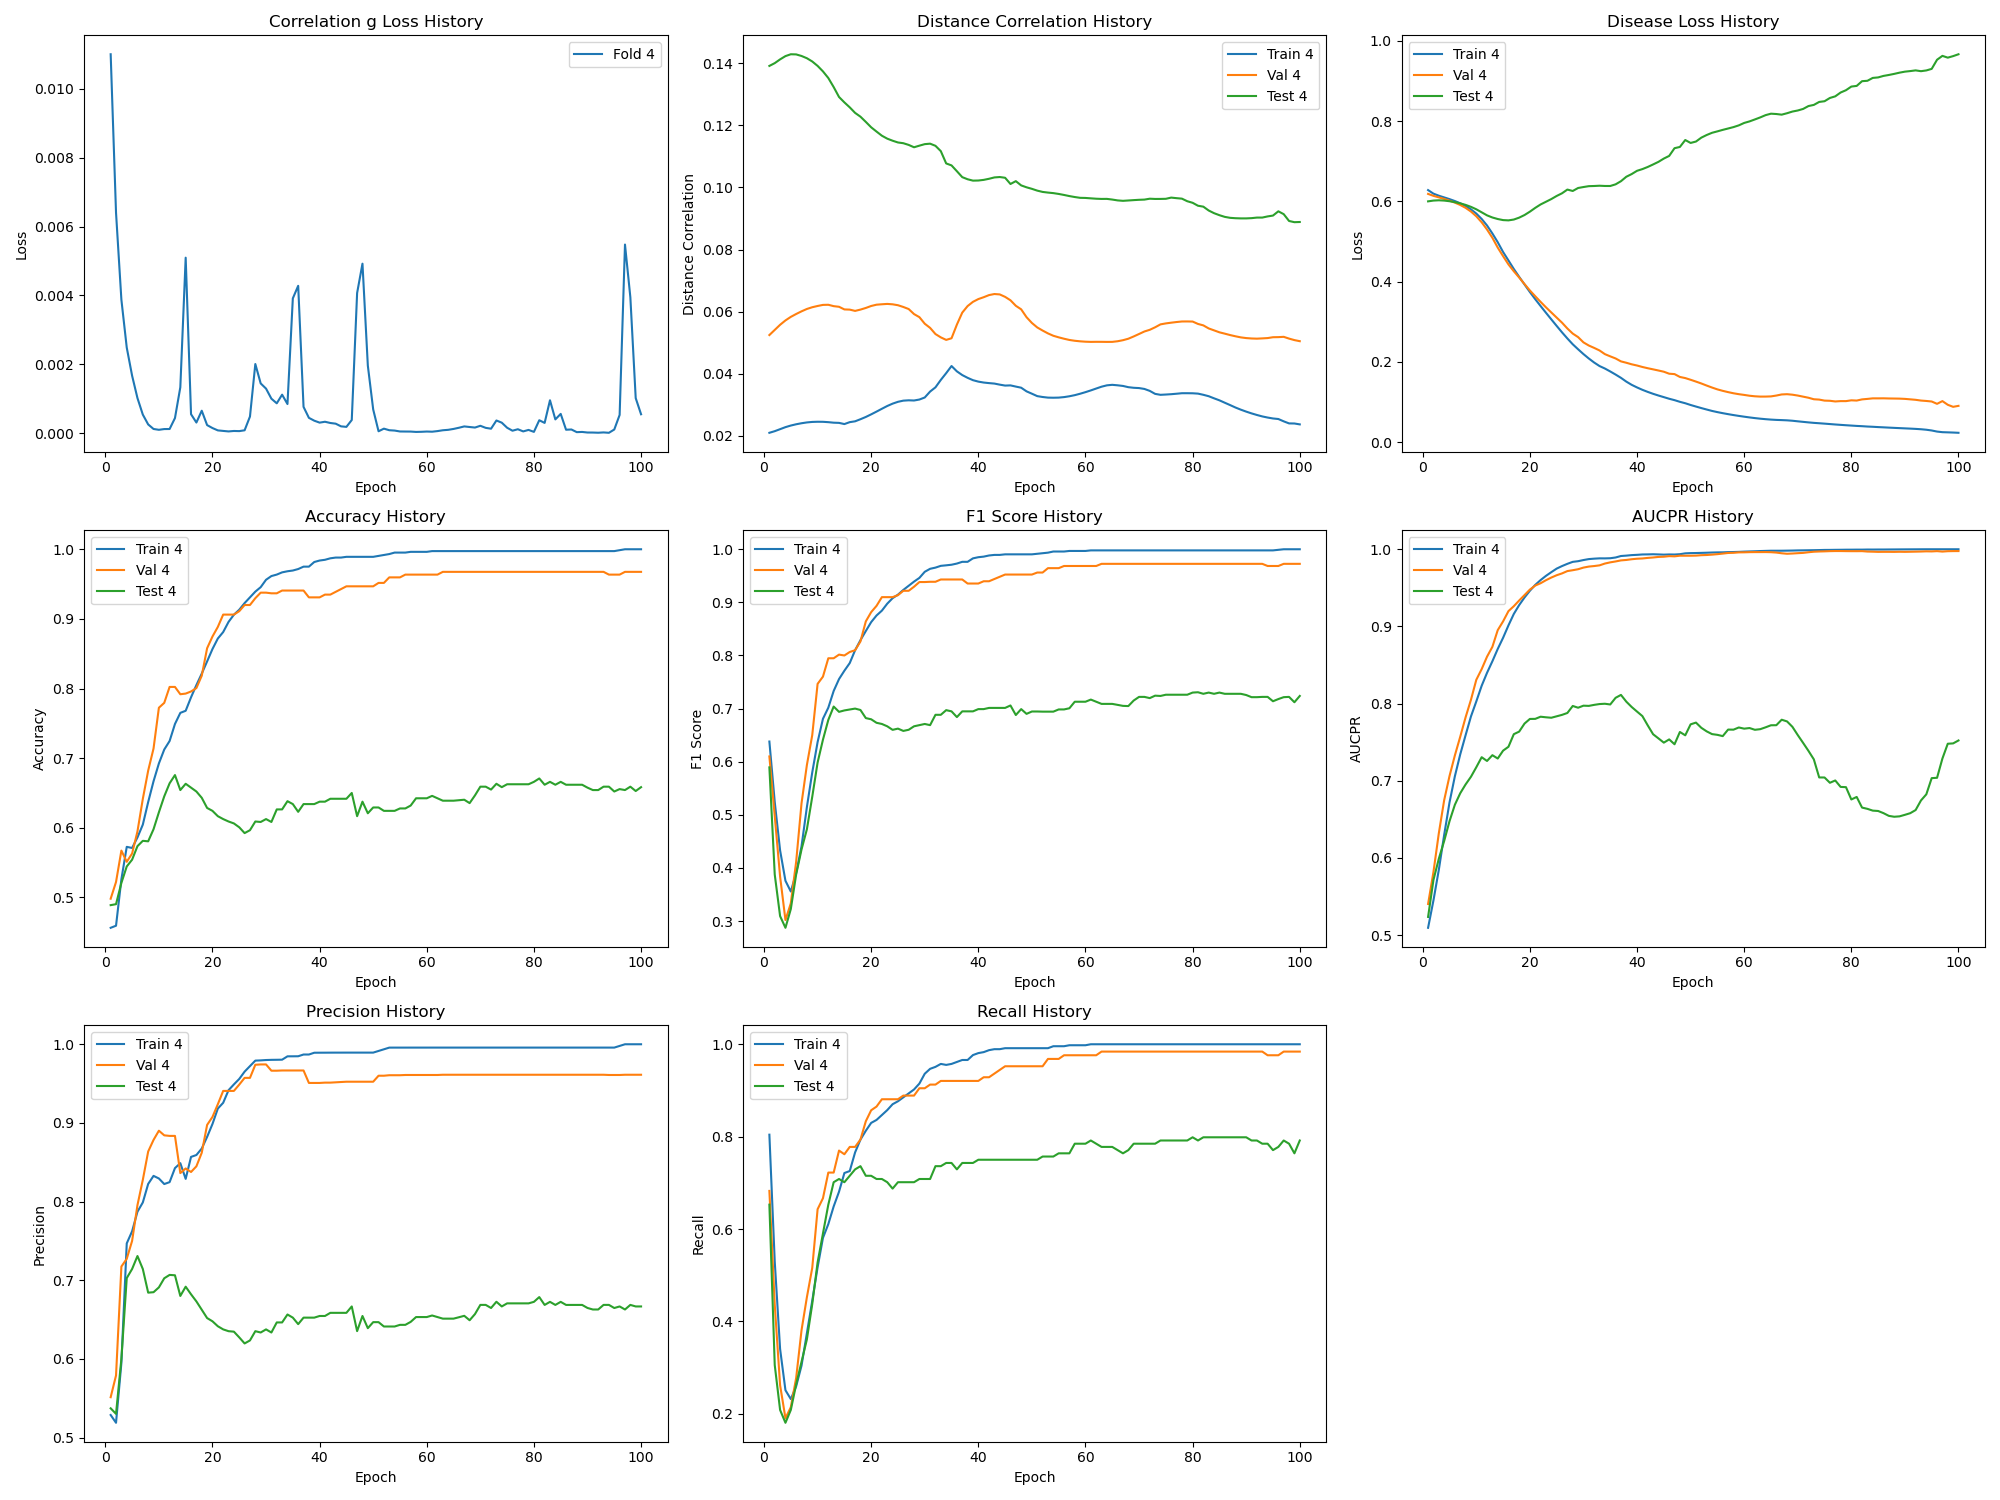 Correlation g Loss History
Fold 4
Loss
0.010
0.008
0.006
0.004
0.002
0.000
0 20 40 60 80 100
Epoch
Distance Correlation History
Train 4
Val 4
Test 4
Distance Correlation
0.14
0.12
0.10
0.08
0.06
0.04
0.02
0 20 40 60 80 100
Epoch
Disease Loss History
Train 4
Val 4
Test 4
Loss
1.0
0.8
0.6
0.4
0.2
0.0
0 20 40 60 80 100
Epoch
Accuracy History
Train 4
Val 4
Test 4
Accuracy
1.0
0.9
0.8
0.7
0.6
0.5
0 20 40 60 80 100
Epoch
F1 Score History
Train 4
Val 4
Test 4
F1 Score
1.0
0.9
0.8
0.7
0.6
0.5
0.4
0.3
0 20 40 60 80 100
Epoch
AUCPR History
Train 4
Val 4
Test 4
AUCPR
1.0
0.9
0.8
0.7
0.6
0.5
0 20 40 60 80 100
Epoch
Precision History
Train 4
Val 4
Test 4
Precision
1.0
0.9
0.8
0.7
0.6
0.5
0 20 40 60 80 100
Epoch
Recall History
Train 4
Val 4
Test 4
Recall
1.0
0.8
0.6
0.4
0.2
0 20 40 60 80 100
Epoch